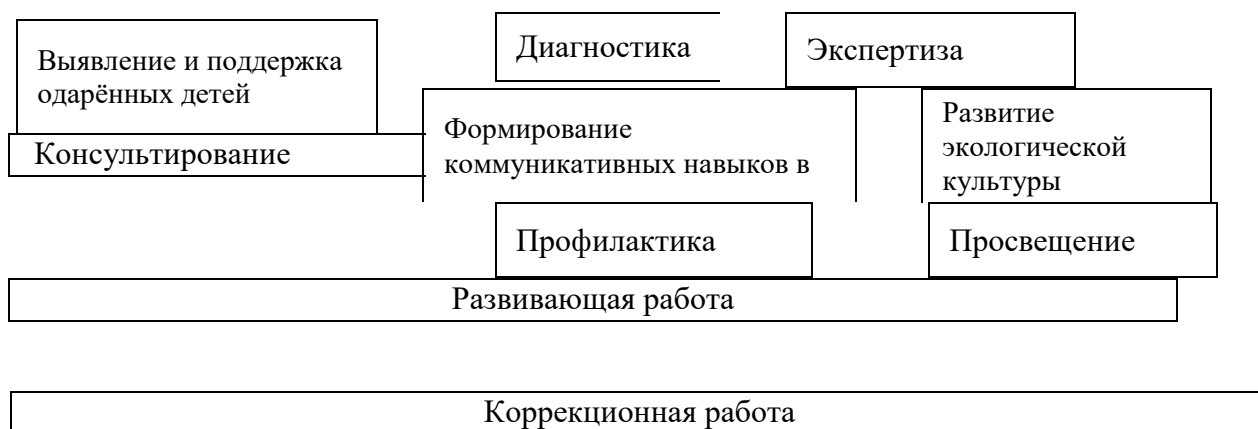 Диагностика
Экспертиза
Выявление и поддержка
одарённых детей
Консультирование
Формирование
коммуникативных навыков в
Развитие
экологической
культуры
Профилактика
Просвещение
Развивающая работа
Коррекционная работа